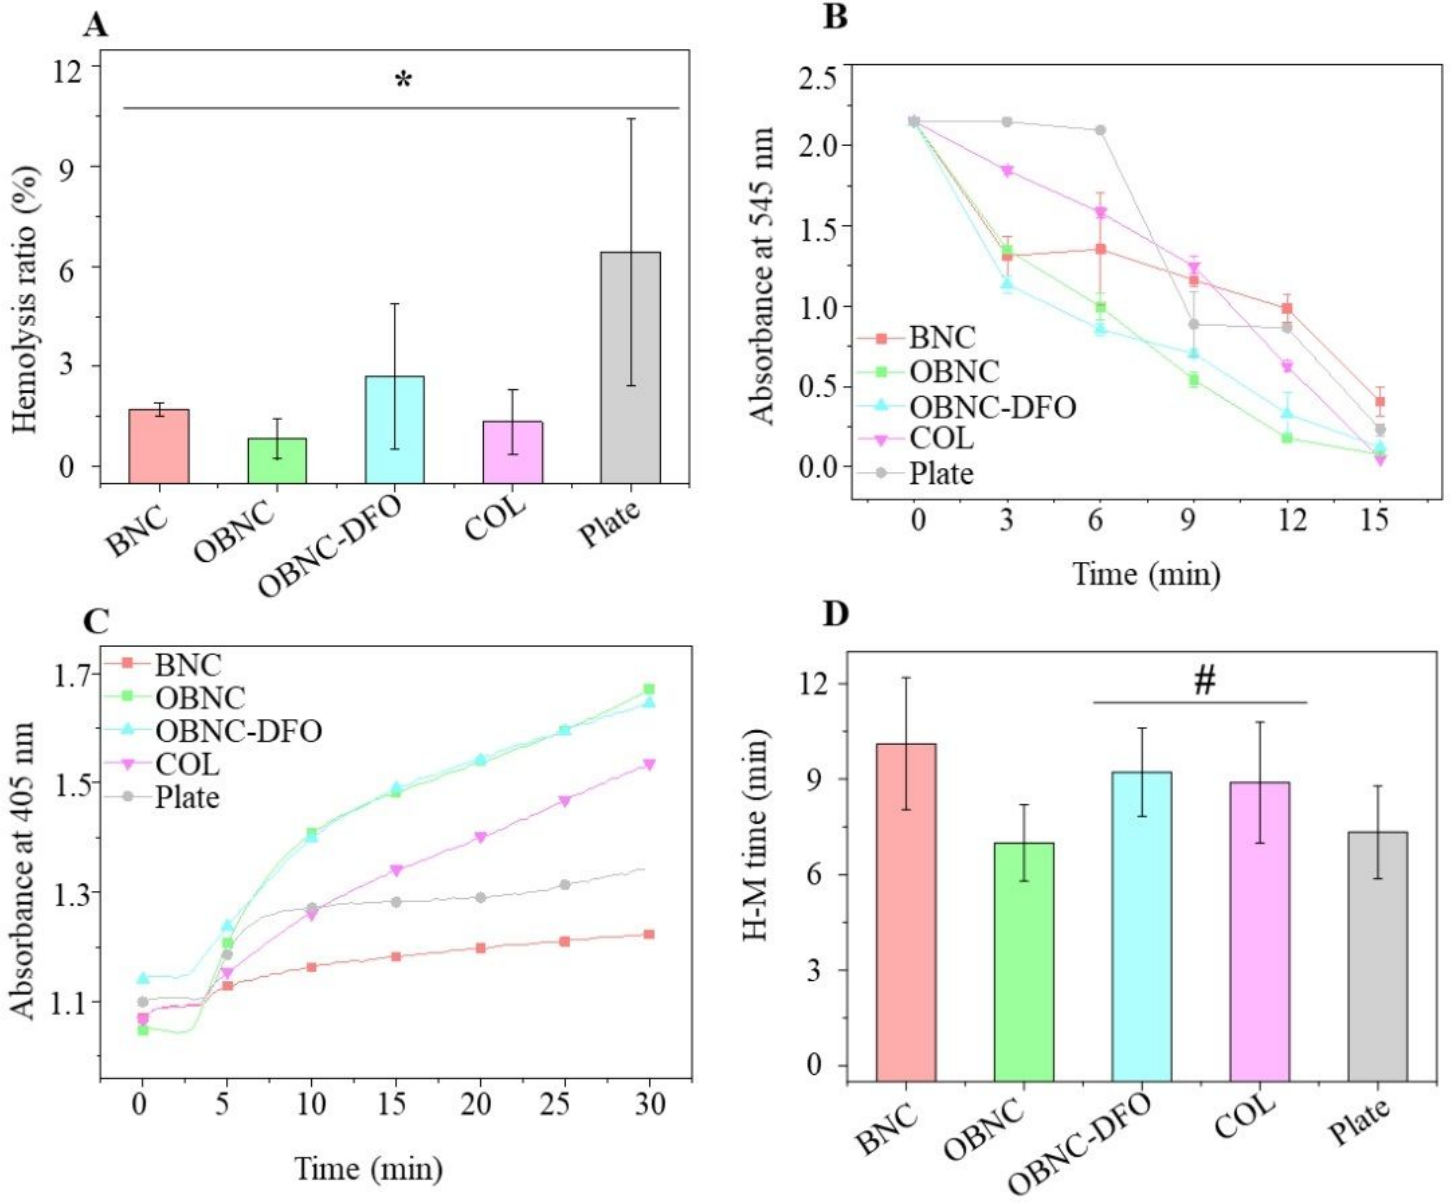 A
Hemolysis ratio (%)
12
9
6
3
0
*
BNC
OBNC
OBNC-DFO
COL
Plate
B
Absorbance at 545 nm
2.5
2.0
1.5
1.0
0.5
0.0
BNC
OBNC
OBNC-DFO
COL
Plate
0 3 6 9 12 15
Time (min)
C
Absorbance at 405 nm
1.7
1.5
1.3
1.1
BNC
OBNC
OBNC-DFO
COL
Plate
0 5 10 15 20 25 30
Time (min)
D
H-M time (min)
12
9
6
3
0
#
BNC
OBNC
OBNC-DFO
COL
Plate